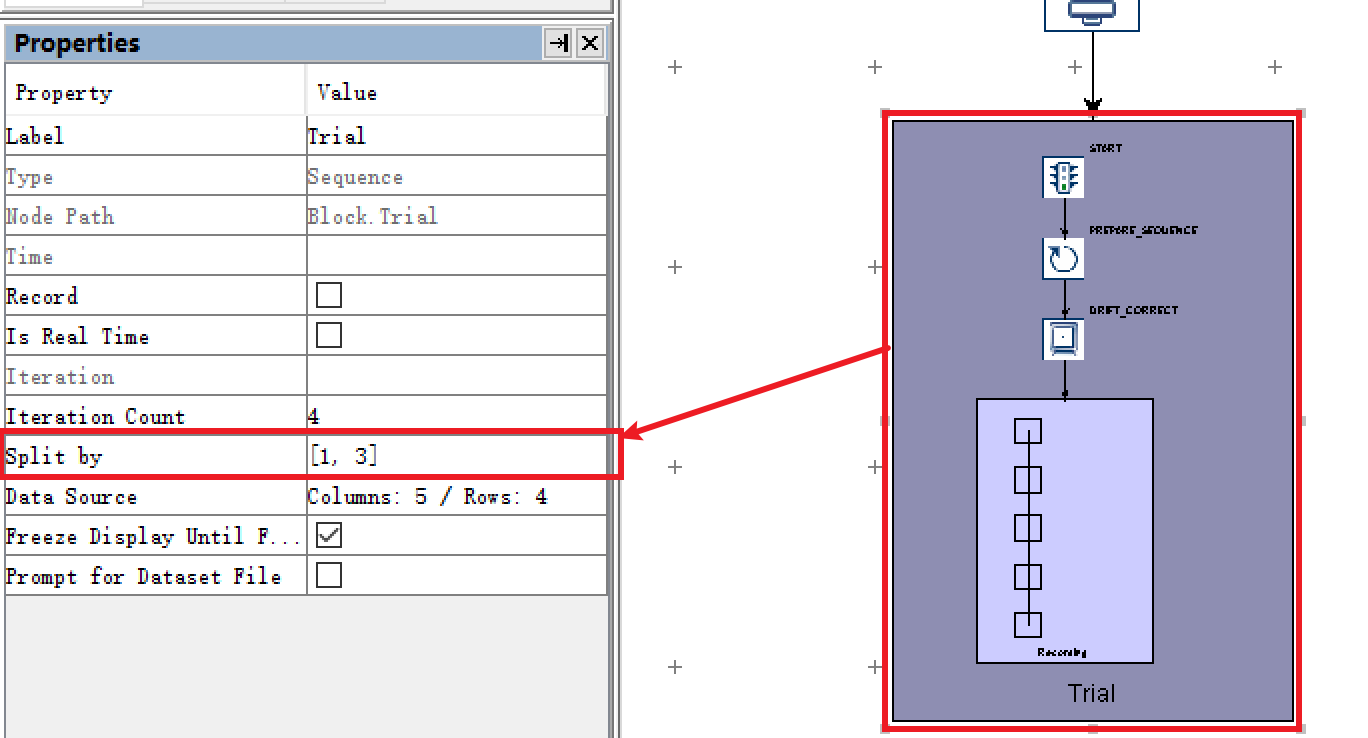 Properties
Property Value
Label Trial
Type Sequence
Node Path Block.Trial
Time
Record
Is Real Time
Iteration
Iteration Count 4
Split by [1, 3]
Data Source Columns: 5 / Rows: 4
Freeze Display Until F...
Prompt for Dataset File
START
PREPARE_SEQUENCE
DRIFT_CORRECT
Recording
Trial